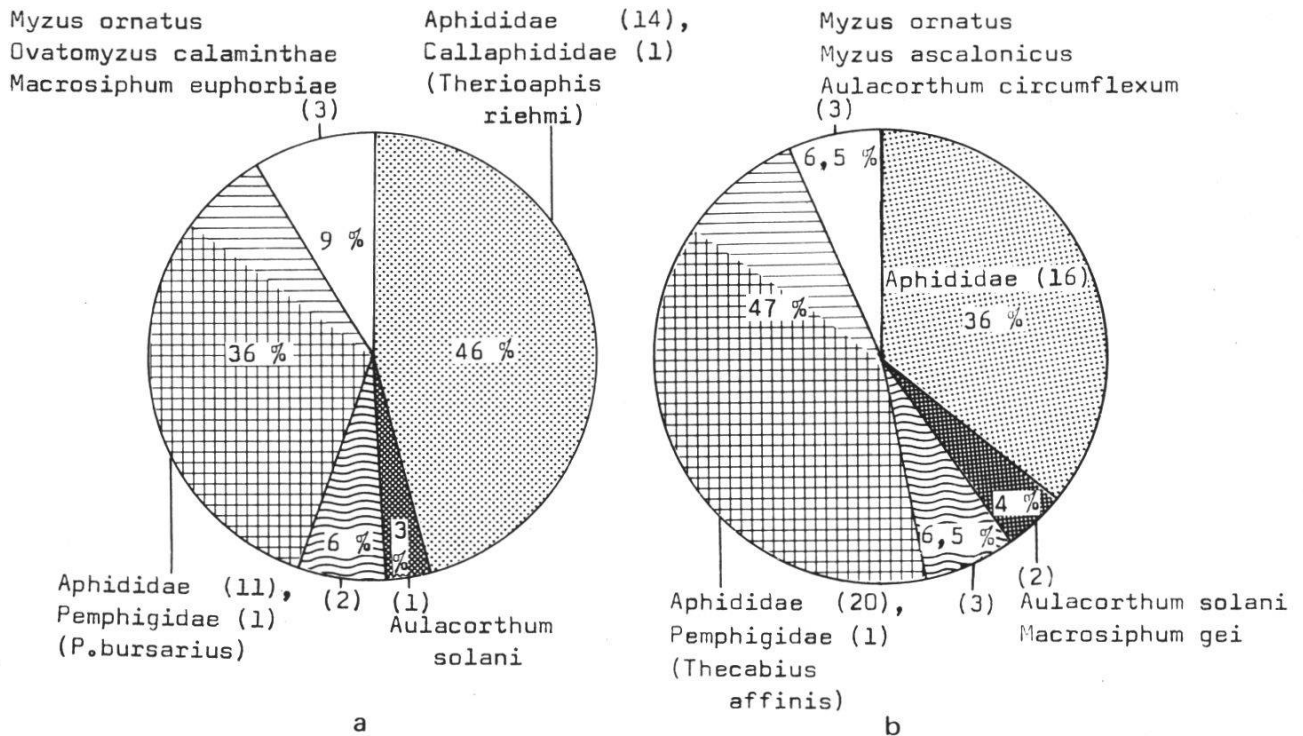 Myzus ornatus
Ovatomyzus calaminthae
Macrosiphum euphorbiae
(3)
Aphididae (14),
Callaphididae (1)
(Therioaphis
riehmi)
9 %
46 %
36 %
6 %
3
%
Aphididae (11),
Pemphigidae (1)
(P.bursarius)
(2)
(1)
Aulacorthum
solani
a
Myzus ornatus
Myzus ascalonicus
Aulacorthum circumflexum
(3)
6,5 %
Aphididae (16)
36 %
47 %
4 %
6,5 %
Aphididae (20),
Pemphigidae (1)
(Thecabius
affinis)
(3)
(2)
Aulacorthum solani
Macrosiphum gei
b